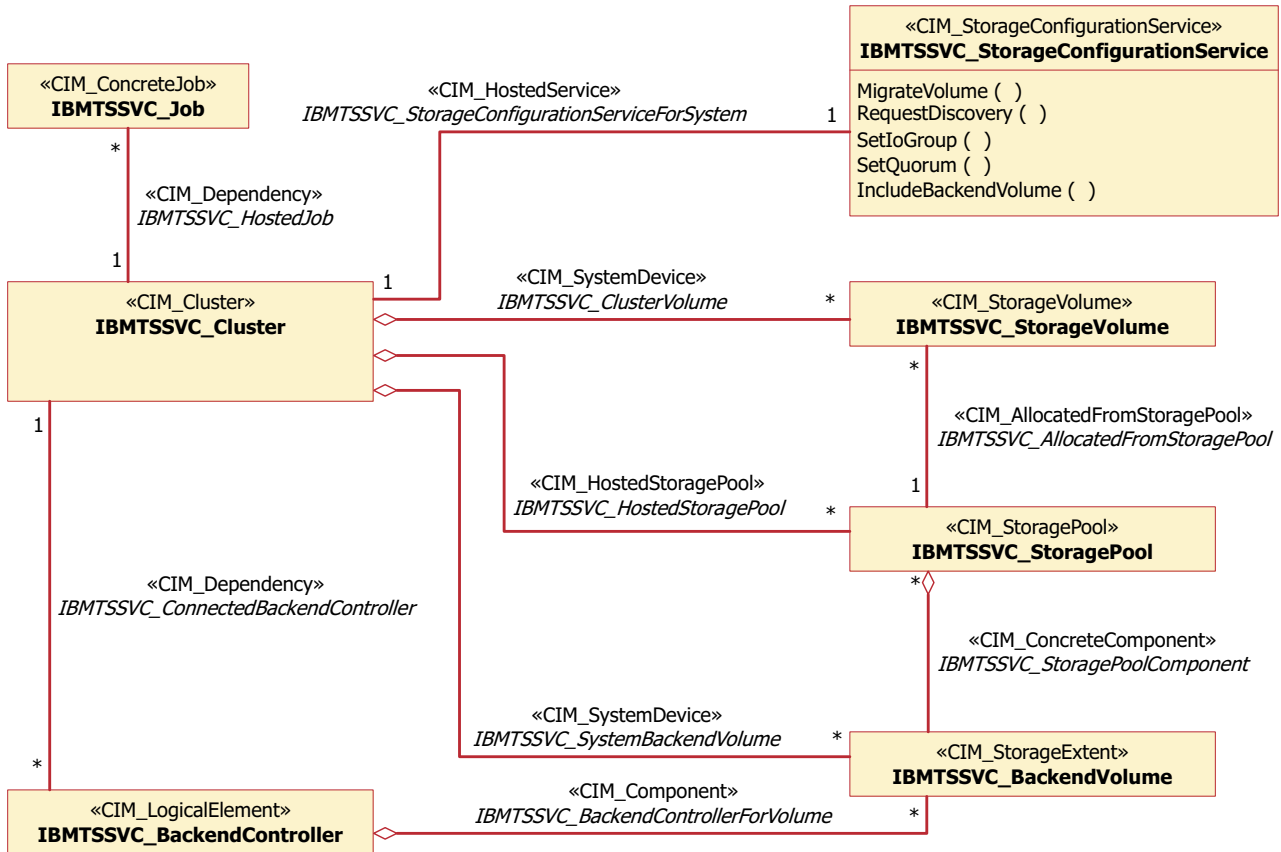 «CIM_StorageConfigurationService»
IBMTSSVC_StorageConfigurationService
MigrateVolume ( )
RequestDiscovery ( )
SetIoGroup ( )
SetQuorum ( )
IncludeBackendVolume ( )
«CIM_ConcreteJob»
IBMTSSVC_Job
«CIM_HostedService»
IBMTSSVC_StorageConfigurationServiceForSystem
1
*
«CIM_Dependency»
IBMTSSVC_HostedJob
1
1
«CIM_SystemDevice»
IBMTSSVC_ClusterVolume
*
«CIM_Cluster»
IBMTSSVC_Cluster
«CIM_StorageVolume»
IBMTSSVC_StorageVolume
*
«CIM_AllocatedFromStoragePool»
IBMTSSVC_AllocatedFromStoragePool
1
1
«CIM_HostedStoragePool»
IBMTSSVC_HostedStoragePool
*
«CIM_StoragePool»
IBMTSSVC_StoragePool
*
«CIM_Dependency»
IBMTSSVC_ConnectedBackendController
«CIM_ConcreteComponent»
IBMTSSVC_StoragePoolComponent
«CIM_SystemDevice»
IBMTSSVC_SystemBackendVolume
*
«CIM_StorageExtent»
IBMTSSVC_BackendVolume
*
«CIM_LogicalElement»
IBMTSSVC_BackendController
«CIM_Component»
IBMTSSVC_BackendControllerForVolume
*